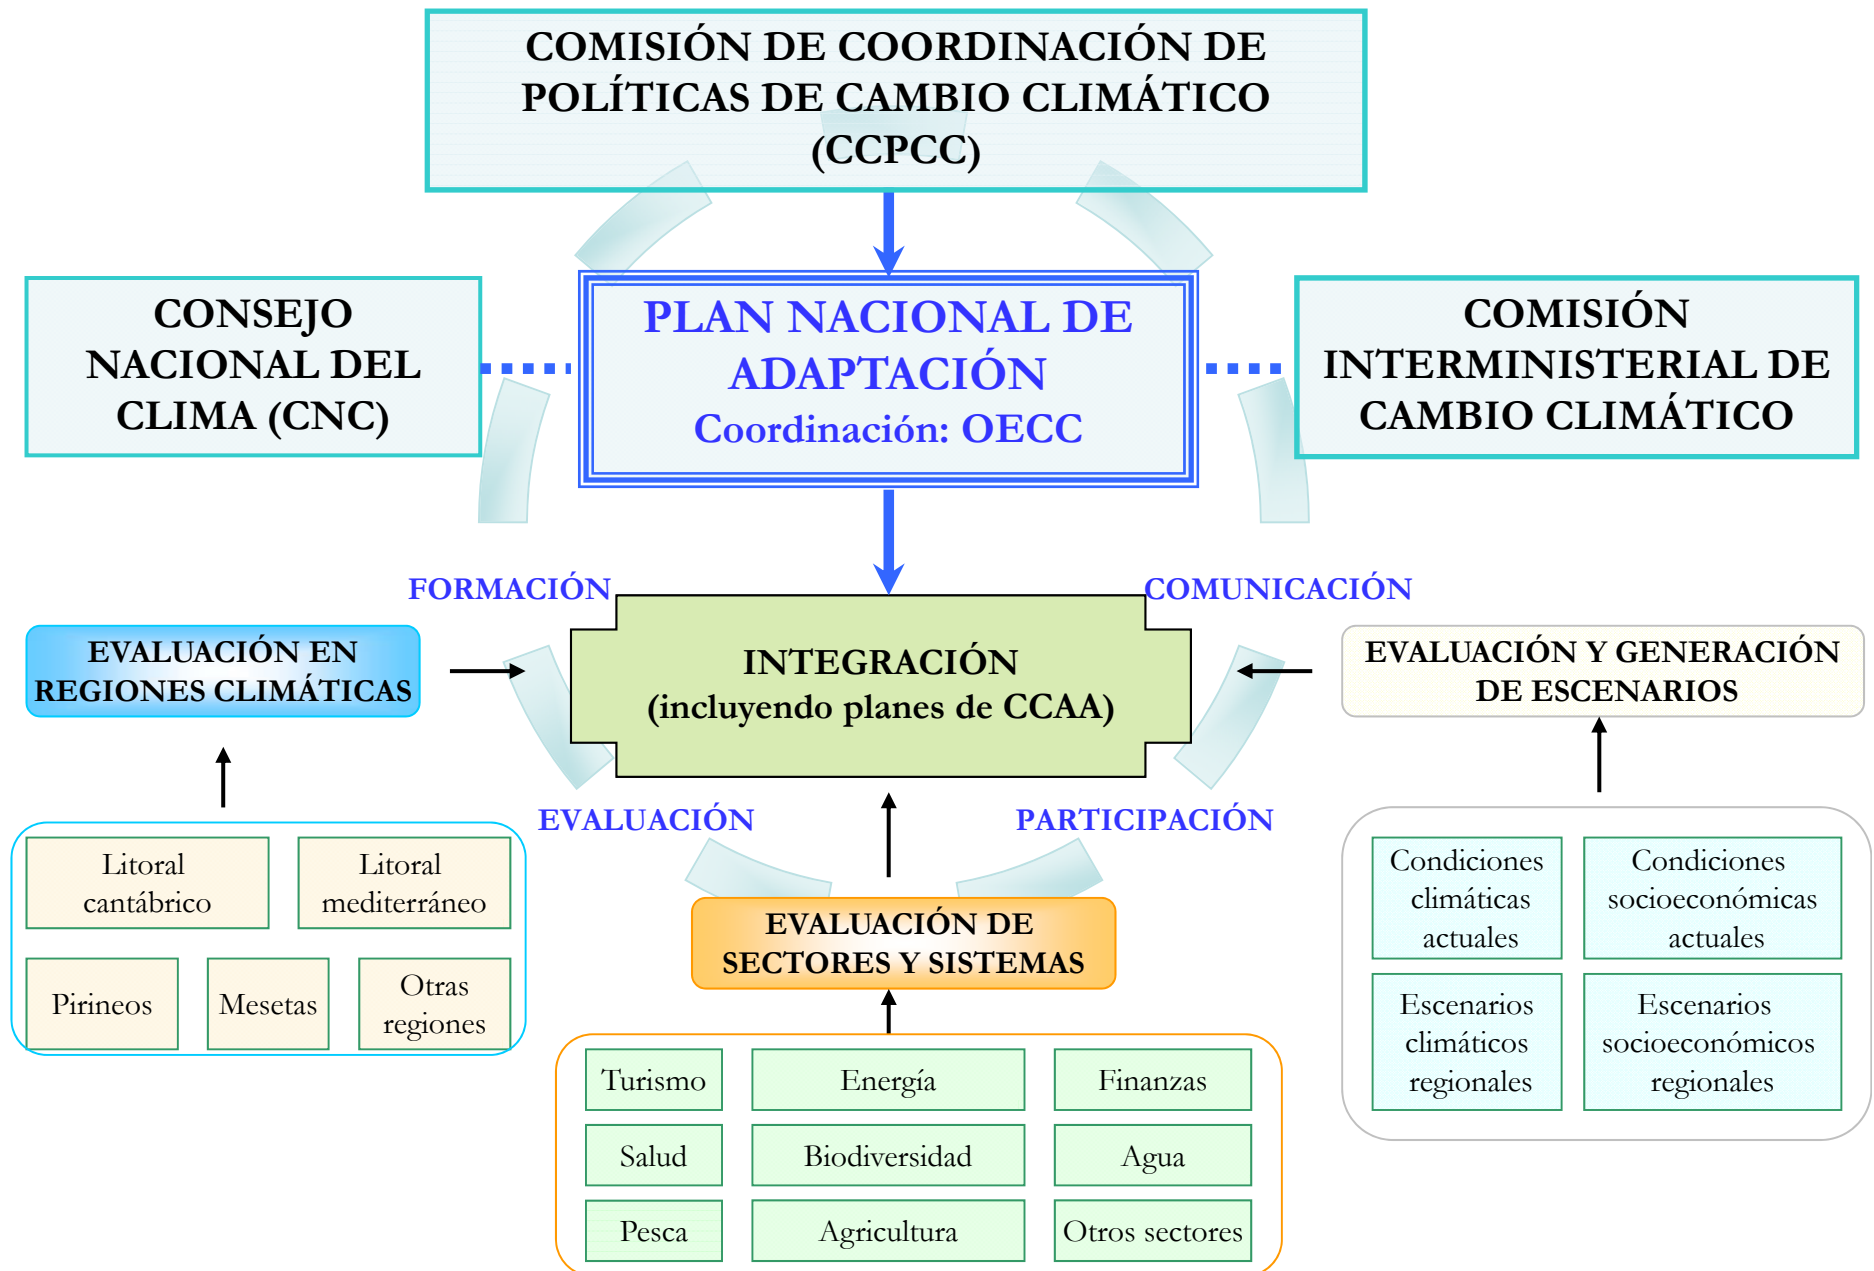 COMISIÓN DE COORDINACIÓN DE
POLÍTICAS DE CAMBIO CLIMÁTICO
(CCPCC)
CONSEJO
NACIONAL DEL
CLIMA (CNC)
PLAN NACIONAL DE
ADAPTACIÓN
Coordinación: OECC
COMISIÓN
INTERMINISTERIAL DE
CAMBIO CLIMÁTICO
FORMACIÓN
COMUNICACIÓN
EVALUACIÓN EN
REGIONES CLIMÁTICAS
INTEGRACIÓN
(incluyendo planes de CCAA)
EVALUACIÓN Y GENERACIÓN
DE ESCENARIOS
EVALUACIÓN
PARTICIPACIÓN
Litoral
cantábrico
Litoral
mediterráneo
Pirineos
Mesetas
Otras
regiones
EVALUACIÓN DE
SECTORES Y SISTEMAS
Condiciones
climáticas
actuales
Condiciones
socioeconómicas
actuales
Escenarios
climáticos
regionales
Escenarios
socioeconómicos
regionales
Turismo
Energía
Finanzas
Salud
Biodiversidad
Agua
Pesca
Agricultura
Otros sectores